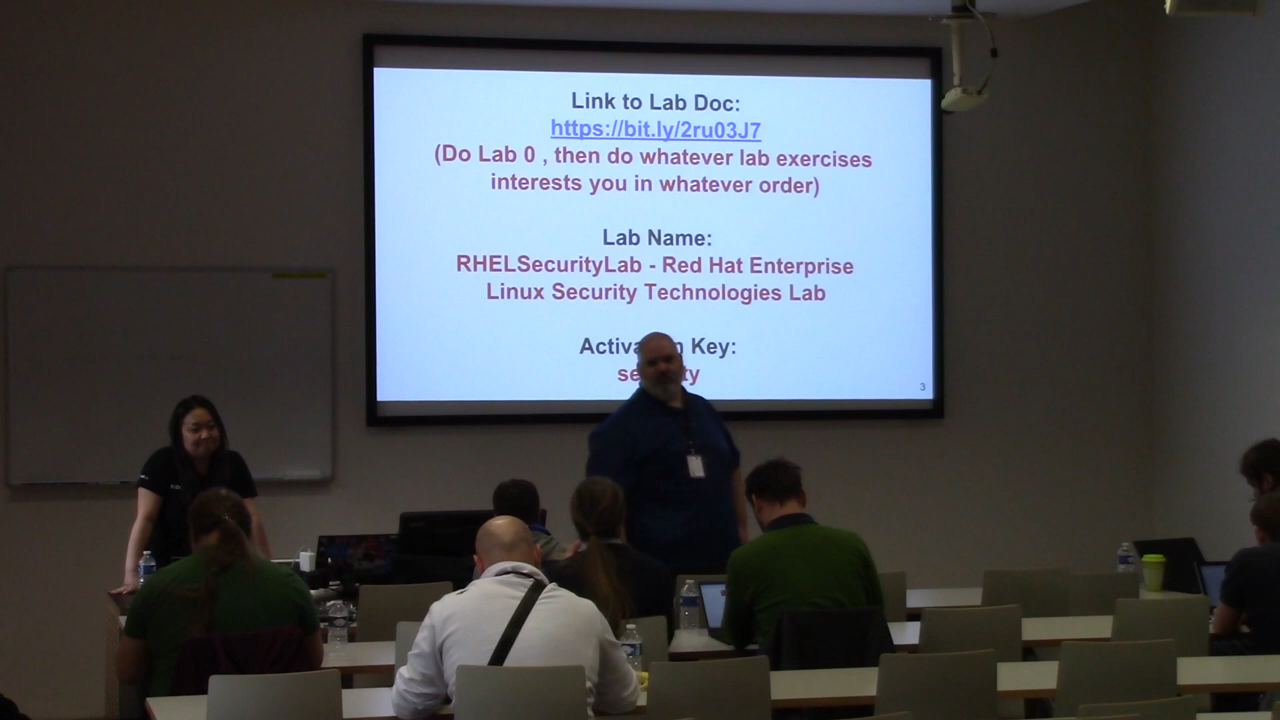 Link to Lab Doc:
https://bit.ly/2ru03J7
(Do Lab 0 , then do whatever lab exercises
interests you in whatever order)
Lab Name:
RHELSecurityLab - Red Hat Enterprise
Linux Security Technologies Lab
Key:
3